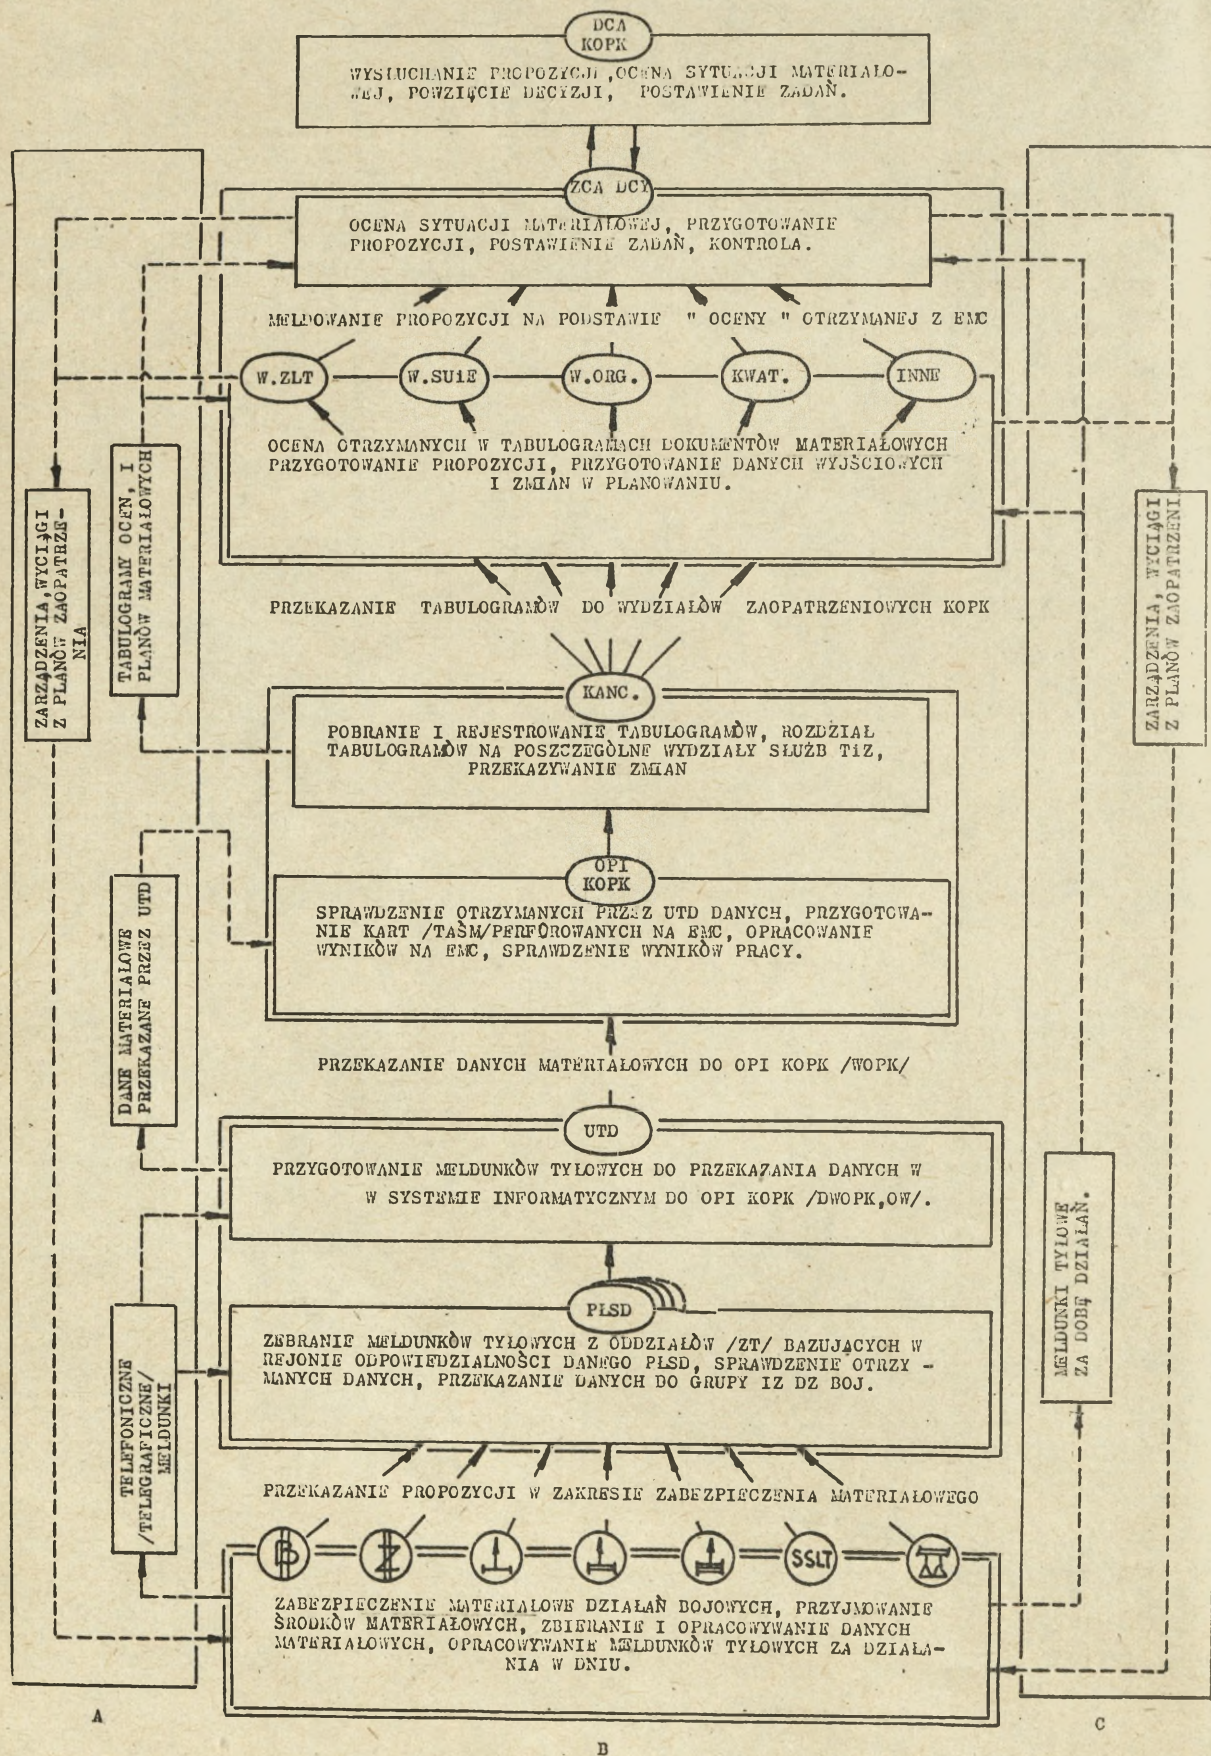 DCA
KOPK
WYSŁUCHANIE PROPOZYCJI ,OCENA SYTUACJI MATERIAŁO-
WEJ, POWZIĘCIE DECYZJI, POSTAWIENIE ZADAŃ.
ZCA DCY
OCENA SYTUACJI MATERIAŁOWEJ, PRZYGOTOWANIE
PROPOZYCJI, POSTAWIENIE ZADAŃ, KONTROLA.
MELDOWANIE PROPOZYCJI NA PODSTAWIE " OCENY " OTRZYMANEJ Z EMC
W.ZLT
W.SUiE
W.ORG.
KWAT.
INNE
OCENA OTRZYMANYCH W TABULOGRAMACH DOKUMENTÓW MATERIAŁOWYCH
PRZYGOTOWANIE PROPOZYCJI, PRZYGOTOWANIE DANYCH WYJŚCIOWYCH
I ZMIAN W PLANOWANIU.
PRZEKAZANIE TABULOGRAMÓW DO WYDZIAŁÓW ZAOPATRZENIOWYCH KOPK
KANC.
POBRANIE I REJESTROWANIE TABULOGRAMÓW, ROZDZIAŁ
TABULOGRAMÓW NA POSZCZEGÓLNE WYDZIAŁY SŁUŻB TiZ,
PRZEKAZYWANIE ZMIAN
OPI
KOPK
SPRAWDZENIE OTRZYMANYCH PRZEZ UTD DANYCH, PRZYGOTOWA-
NIE KART /TAŚM/PERFOROWANYCH NA EMC, OPRACOWANIE
WYNIKÓW NA EMC, SPRAWDZENIE WYNIKÓW PRACY.
PRZEKAZANIE DANYCH MATERIAŁOWYCH DO OPI KOPK /WOPK/
UTD
PRZYGOTOWANIE MELDUNKÓW TYŁOWYCH DO PRZEKAZANIA DANYCH W
W SYSTEMIE INFORMATYCZNYM DO OPI KOPK /DWOPK,OW/.
PŁSD
ZEBRANIE MELDUNKÓW TYŁOWYCH Z ODDZIAŁÓW /ZT/ BAZUJĄCYCH W
REJONIE ODPOWIEDZIALNOŚCI DANEGO PŁSD, SPRAWDZENIE OTRZY -
MANYCH DANYCH, PRZEKAZANIE DANYCH DO GRUPY IZ DZ BOJ.
PRZEKAZANIE PROPOZYCJI W ZAKRESIE ZABEZPIECZENIA MATERIAŁOWEGO
SSLT
ZABEZPIECZENIE MATERIAŁOWE DZIAŁAŃ BOJOWYCH, PRZYJMOWANIE
ŚRODKÓW MATERIAŁOWYCH, ZBIERANIE I OPRACOWYWANIE DANYCH
MATERIAŁOWYCH, OPRACOWYWANIE MELDUNKÓW TYŁOWYCH ZA DZIAŁA-
NIA W DNIU.
ZARZĄDZENIA,WYCIĄGI
Z PLANÓW ZAOPATRZE-
NIA
TABULOGRAMY OCEN, I
PLANÓW MATERIAŁOWYCH
DANE MATERIAŁOWE
PRZEKAZANE PRZEZ UTD
TELEFONICZNE
/TELEGRAFICZNE/
MELDUNKI
ZARZĄDZENIA, WYCIĄGI
Z PLANÓW ZAOPATRZENI
MELDUNKI TYŁOWE
ZA DOBĘ DZIAŁAŃ.
A
B
C